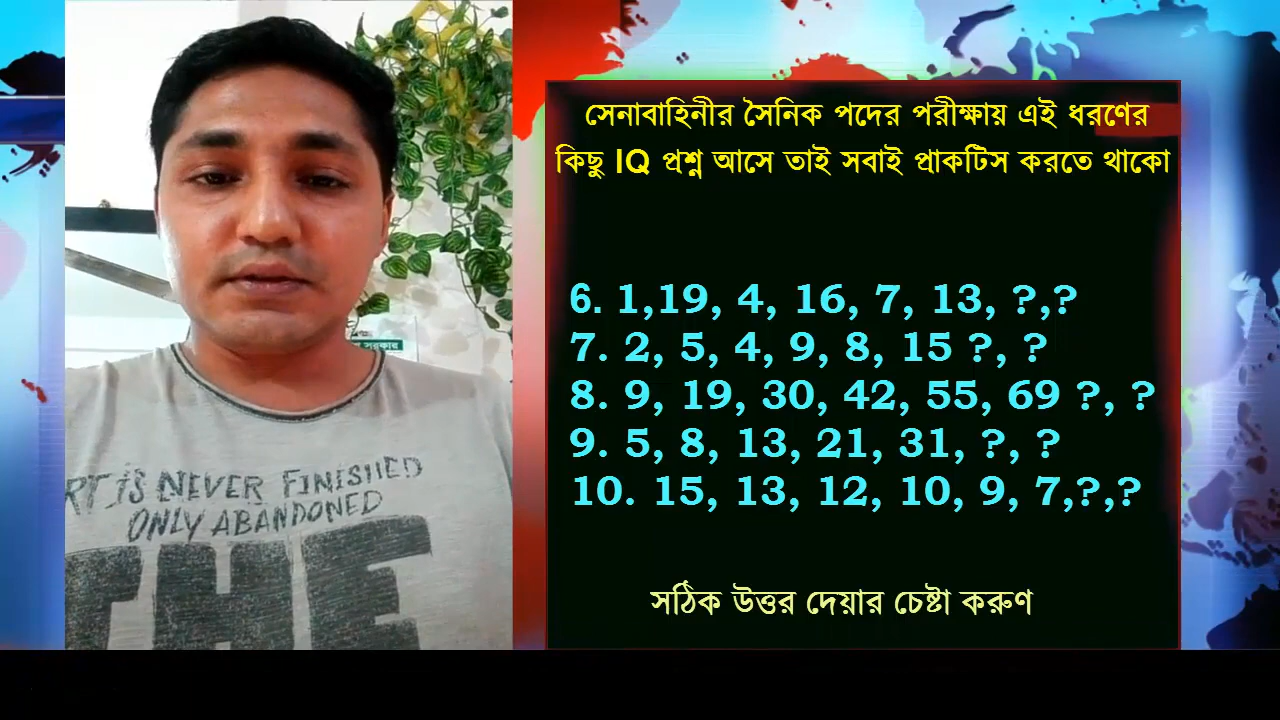 সেনাবাহিনীর সৈনিক পদের পরীক্ষায় এই ধরণের
কিছু IQ প্রশ্ন আসে তাই সবাই প্রাকটিস করতে থাকো
6. 1,19, 4, 16, 7, 13, ?,?
7. 2, 5, 4, 9, 8, 15 ?, ?
8. 9, 19, 30, 42, 55, 69 ?, ?
9. 5, 8, 13, 21, 31, ?, ?
10. 15, 13, 12, 10, 9, 7,?,?
সঠিক উত্তর দেয়ার চেষ্টা করুণ
সরকার
RT IS NEVER FINISHED
ONLY ABANDONED
THE